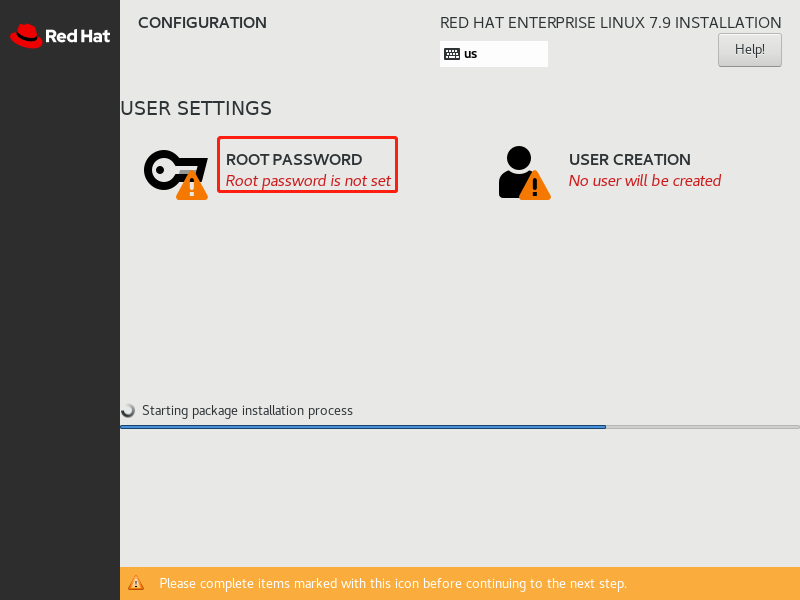 Red Hat
CONFIGURATION
RED HAT ENTERPRISE LINUX 7.9 INSTALLATION
us
Help!
USER SETTINGS
ROOT PASSWORD
Root password is not set
USER CREATION
No user will be created
Starting package installation process
Please complete items marked with this icon before continuing to the next step.